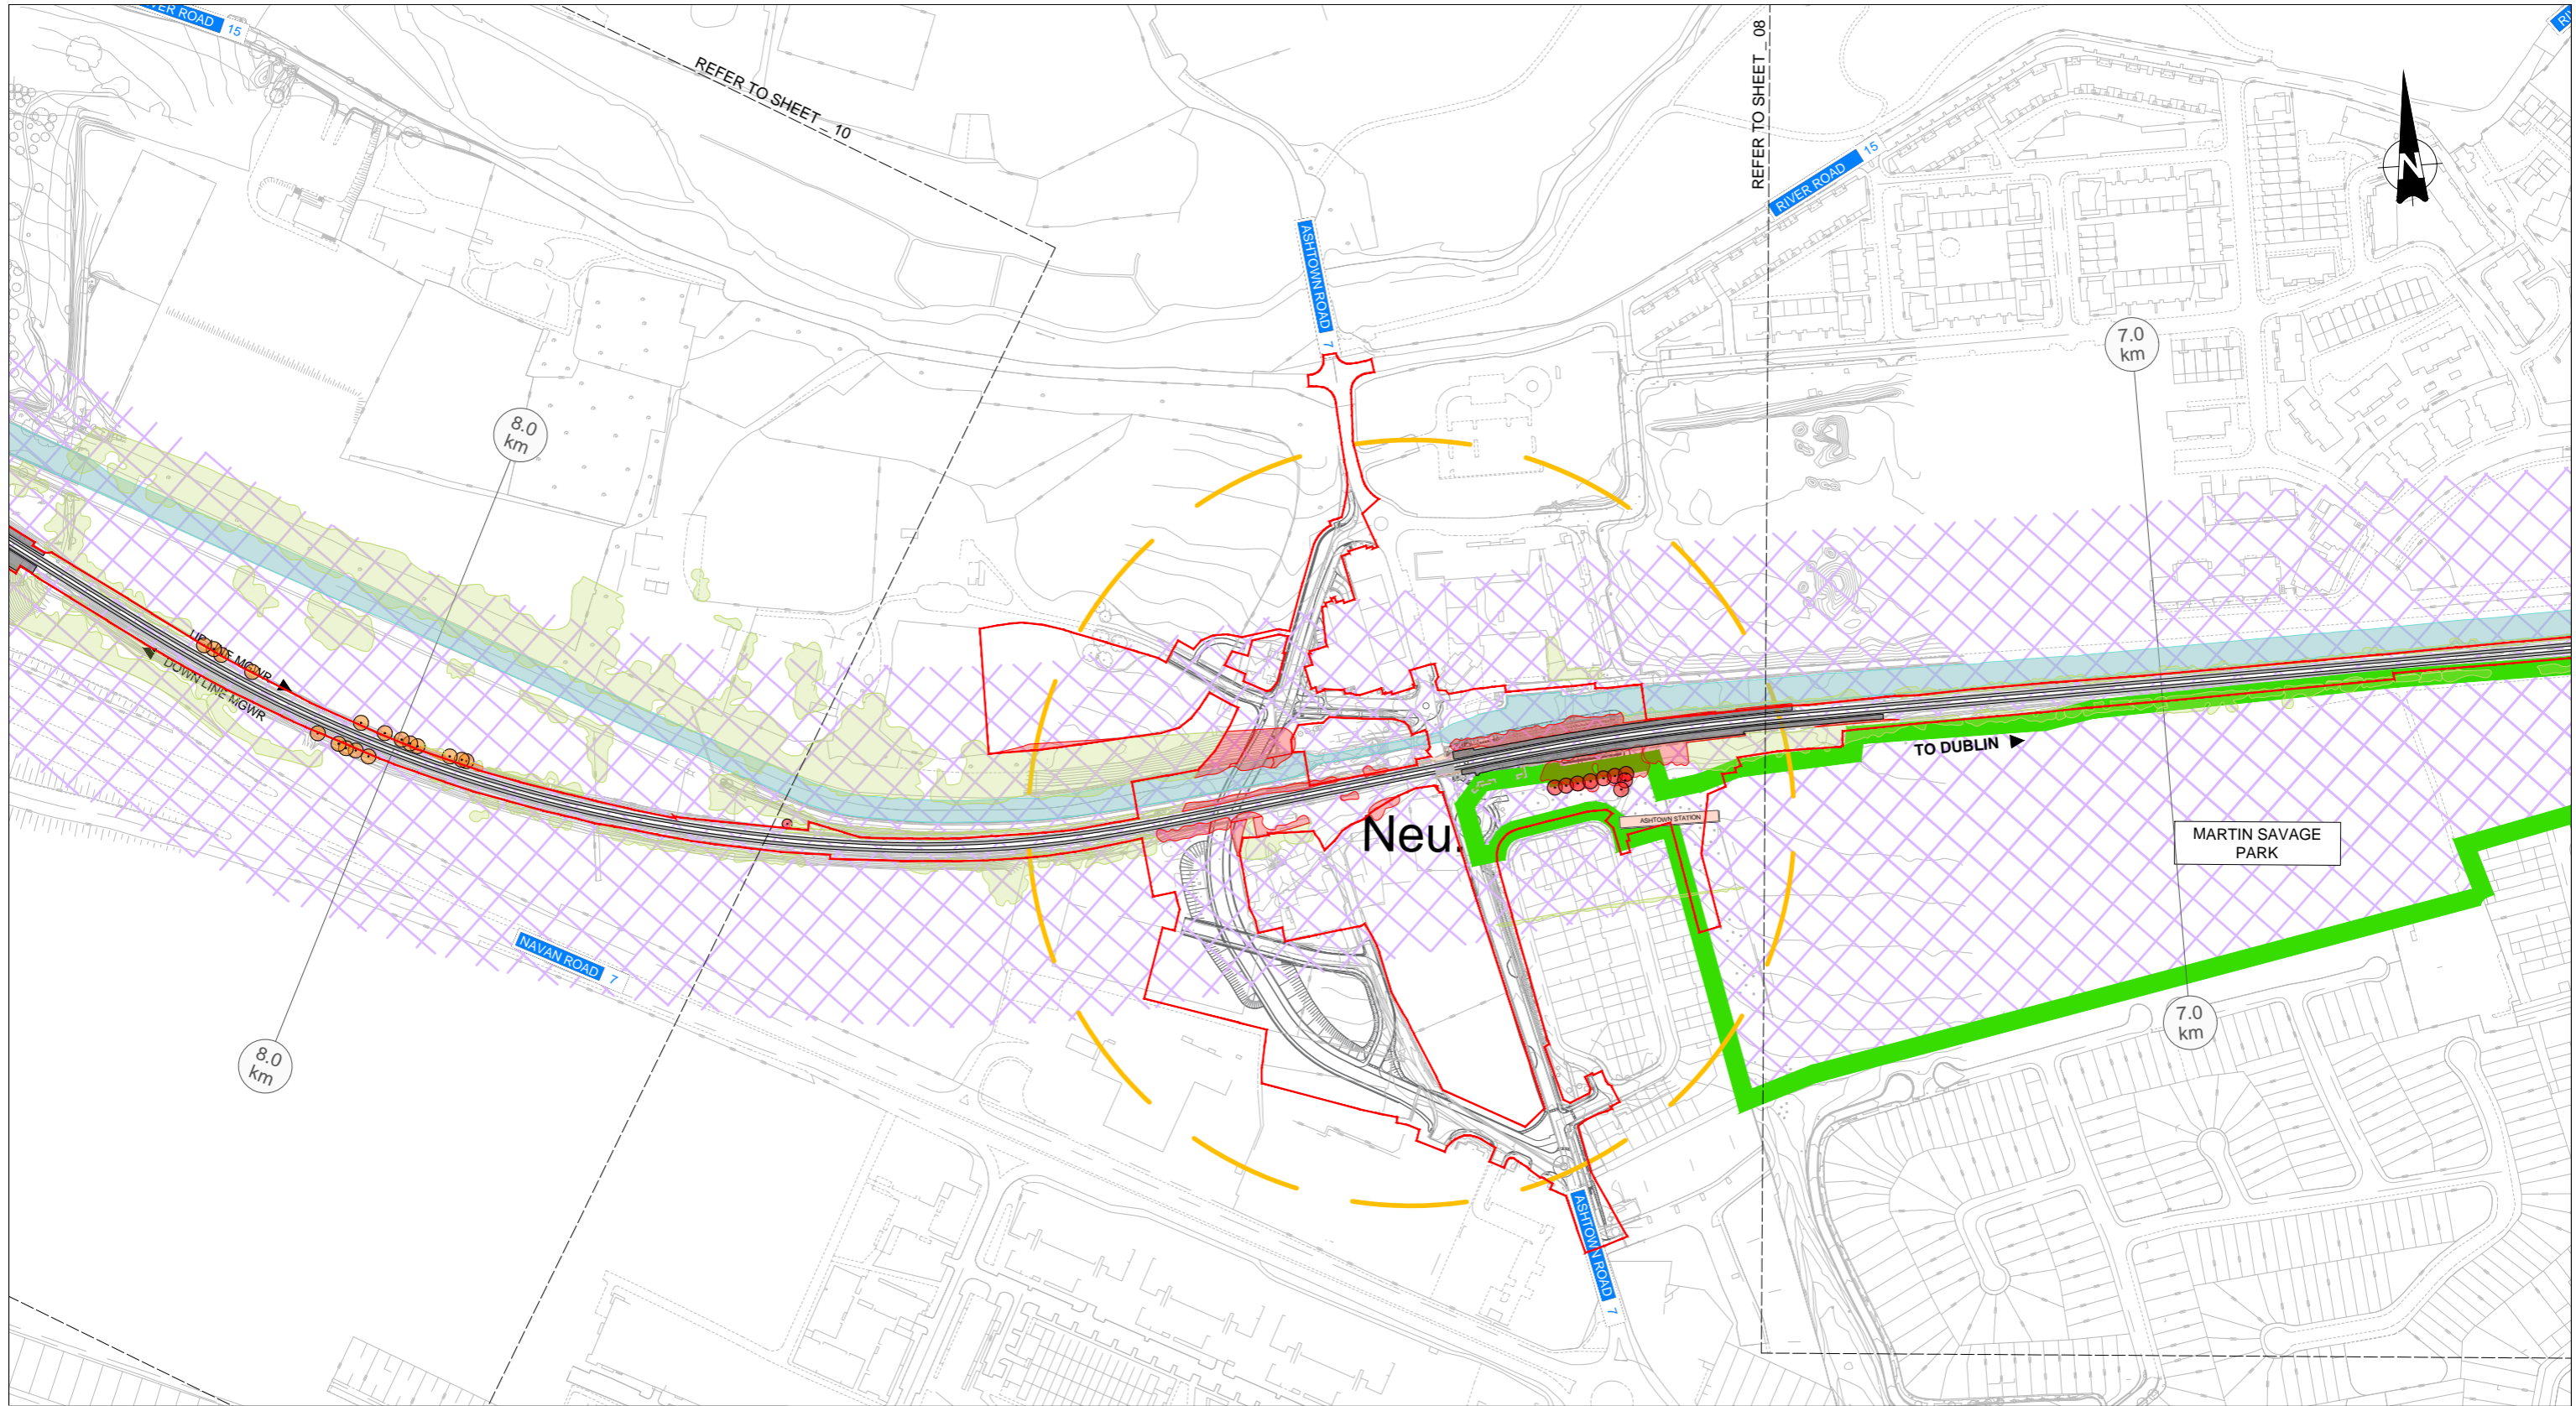 VER ROAD 15
REFER TO SHEET _ 10
REFER TO SHEET _ 08
RIVER ROAD 15
N
ASHTOWN ROAD 7
7.0
km
8.0
km
UP LINE MGWR
DOWN LINE MGWR
TO DUBLIN
ASHTOWN STATION
Neu.
MARTIN SAVAGE
PARK
NAVAN ROAD 7
7.0
km
8.0
km
ASHTOWN ROAD 7